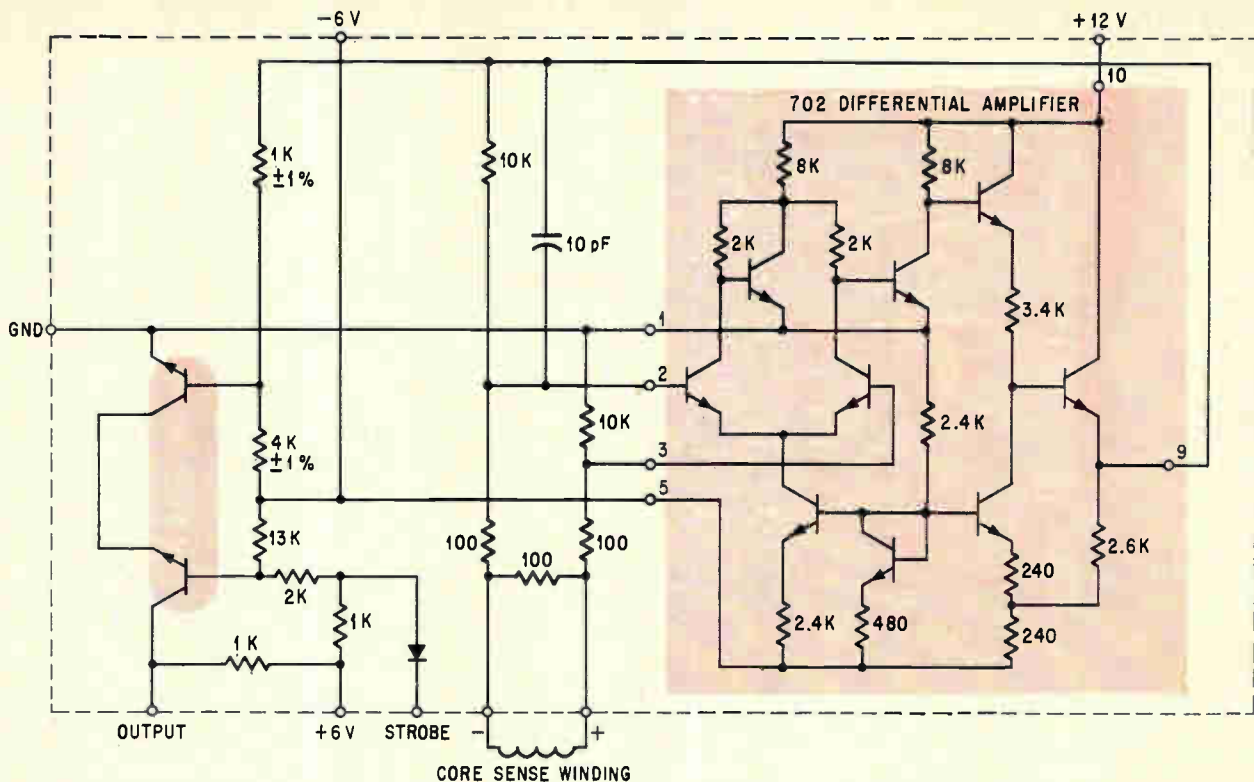 -6V
+12 V
10
702 DIFFERENTIAL AMPLIFIER
1K
±1%
10K
8K
8K
10 pF
2K
2K
3.4K
GND
1
2
10K
2.4K
4K
±1%
3
9
5
13K
100
100
100
2.6K
2K
240
1K
2.4K
480
240
1K
OUTPUT
+6V
STROBE
-
+
CORE SENSE WINDING